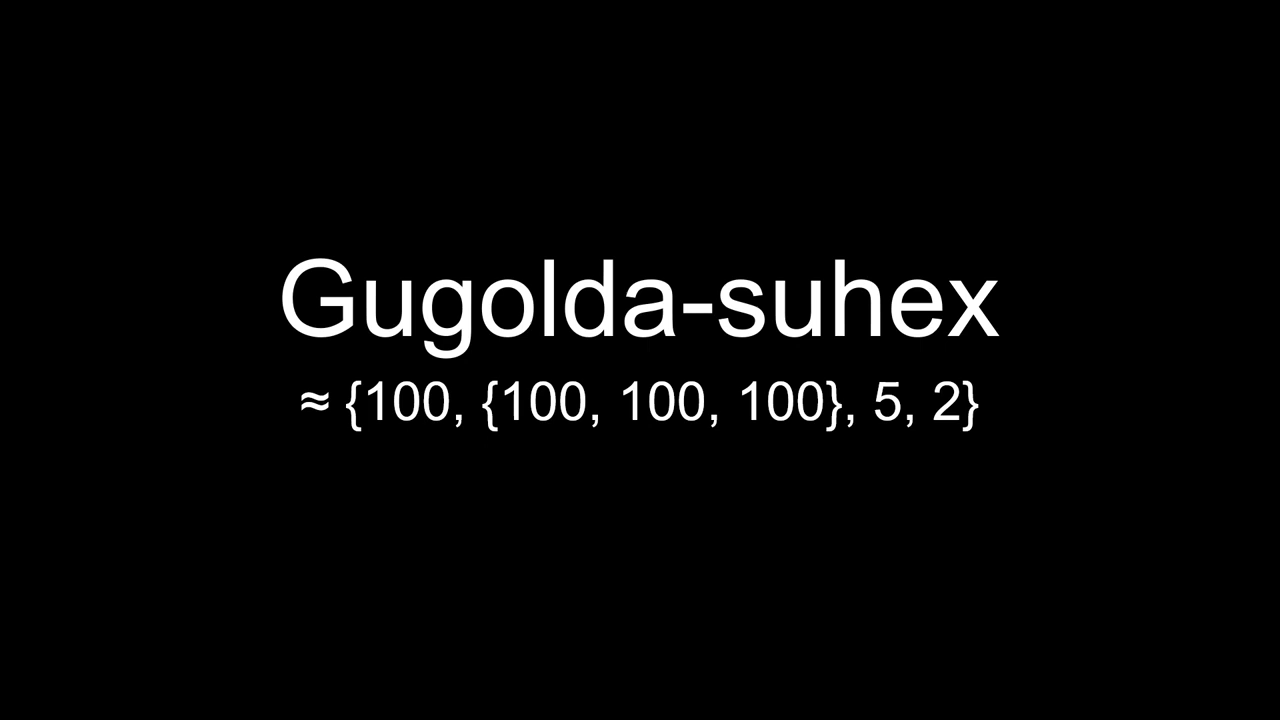 Gugolda-suhex
≈ {100, {100, 100, 100}, 5, 2}